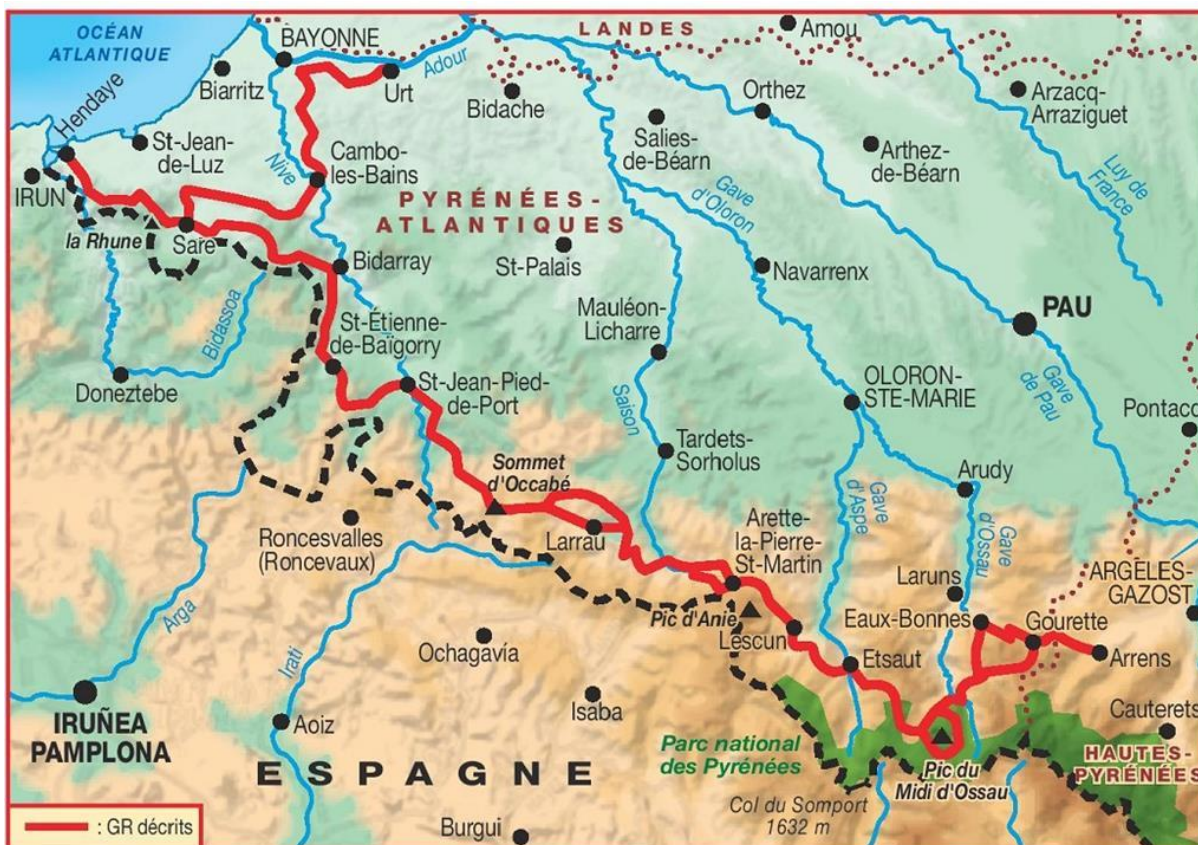 OCÉAN
ATLANTIQUE
BAYONNE
LANDES
Amou
Adour
Biarritz
Urt
Bidache
Orthez
Arzacq-
Arraziguet
Hendaye
St-Jean-
de-Luz
Nive
Cambo-
les-Bains
Salies-
de-Béarn
Arthez-
de-Béarn
Luy de
France
IRUN
PYRÉNÉES-
ATLANTIQUES
Gave
d'Oloron
la Rhune
Sare
Bidarray
St-Palais
Navarrenx
Bidassoa
St-Étienne-
de-Baïgorry
Mauléon-
Licharre
PAU
Doneztebe
St-Jean-Pied-
de-Port
Saison
OLORON-
STE-MARIE
Gave
de Pau
Pontacq
Sommet
d'Occabé
Tardets-
Sorholus
Gave
d'Aspe
Arudy
Gave
d'Ossau
Roncesvalles
(Roncevaux)
Larrau
Arette-
la-Pierre-
St-Martin
Laruns
ARGELES-
GAZOST
Arga
Irati
Ochagavía
Pic d'Anie
Lescun
Eaux-Bonnes
Gourette
Etsaut
Arrens
IRUÑEA
PAMPLONA
Aoiz
Isaba
Cauterets
ESPAGNE
Parc national
des Pyrénées
Pic du
Midi d'Ossau
HAUTES-
PYRÉNÉES
Col du Somport
1632 m
: GR décrits
Burgui